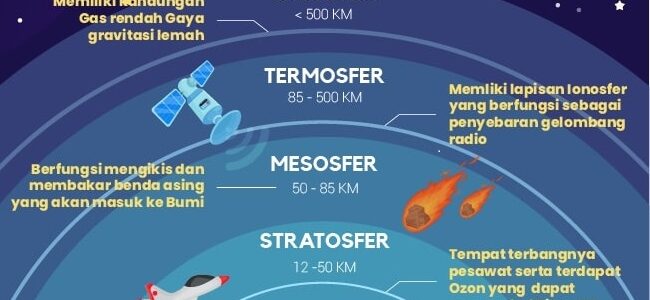 Memiliki kandungan
Gas rendah Gaya
gravitasi lemah
< 500 KM
TERMOSFER
85 - 500 KM
Memliki lapisan Ionosfer
yang berfungsi sebagai
penyebaran gelombang
radio
Berfungsi mengikis dan
membakar benda asing
yang akan masuk ke Bumi
MESOSFER
50 - 85 KM
STRATOSFER
12 -50 KM
Tempat terbangnya
pesawat serta terdapat
Ozon yang dapat